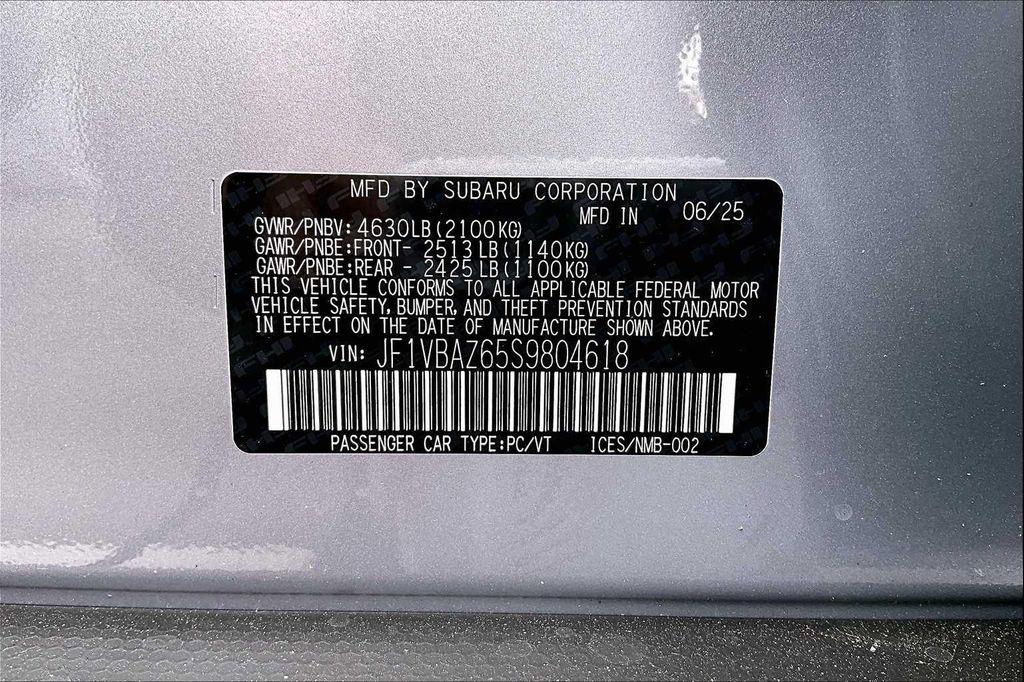 MFD BY SUBARU CORPORATION
MFD IN 06/25
GVWR/PNBV: 4630LB(2100KG)
GAWR/PNBE:FRONT- 2513LB(1140KG)
GAWR/PNBE:REAR - 2425LB(1100KG)
THIS VEHICLE CONFORMS TO ALL APPLICABLE FEDERAL MOTOR
VEHICLE SAFETY, BUMPER, AND THEFT PREVENTION STANDARDS
IN EFFECT ON THE DATE OF MANUFACTURE SHOWN ABOVE.
VIN: JF1VBAZ65S9804618
PASSENGER CAR TYPE:PC/VT ICES/NMB-002